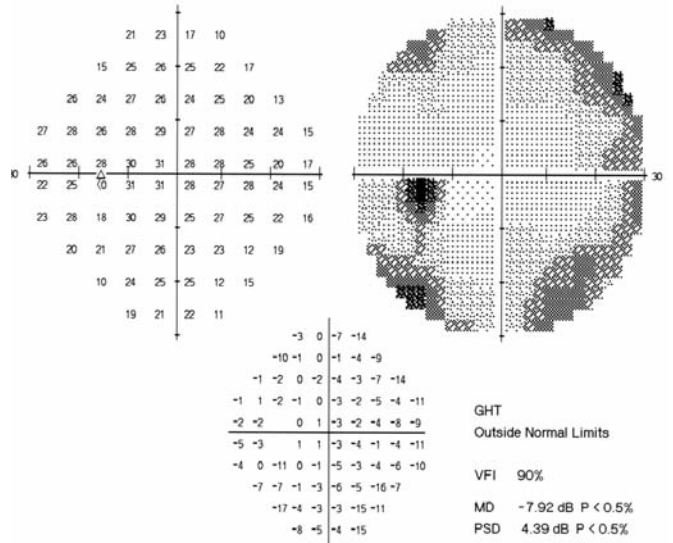 21 23 17 10
15 25 26 25 22 17
26 24 27 26 24 25 20 13
27 28 26 28 29 27 28 24 24 15
26 26 28 30 31 28 28 25 20 17
30
22 25 <0 31 31 28 27 28 24 15
23 28 18 30 29 25 27 25 22 16
20 21 27 26 23 23 12 19
10 24 25 25 12 15
19 21 22 11
-3 0 -7 -14
-10 -1 0 -1 -4 -9
-1 -2 0 -2 -4 -3 -7 -14
-1 1 -2 -1 0 -3 -2 -5 -4 -11
-2 -2 0 1 -3 -2 -4 -8 -9
-5 -3 1 1 -3 -4 -1 -4 -11
-4 0 -11 0 -1 -5 -3 -4 -6 -10
-7 -7 -1 -3 -6 -5 -16 -7
-17 -4 -3 -3 -15 -11
-8 -5 -4 -15
GHT
Outside Normal Limits
VFI 90%
MD -7.92 dB P < 0.5%
PSD 4.39 dB P < 0.5%